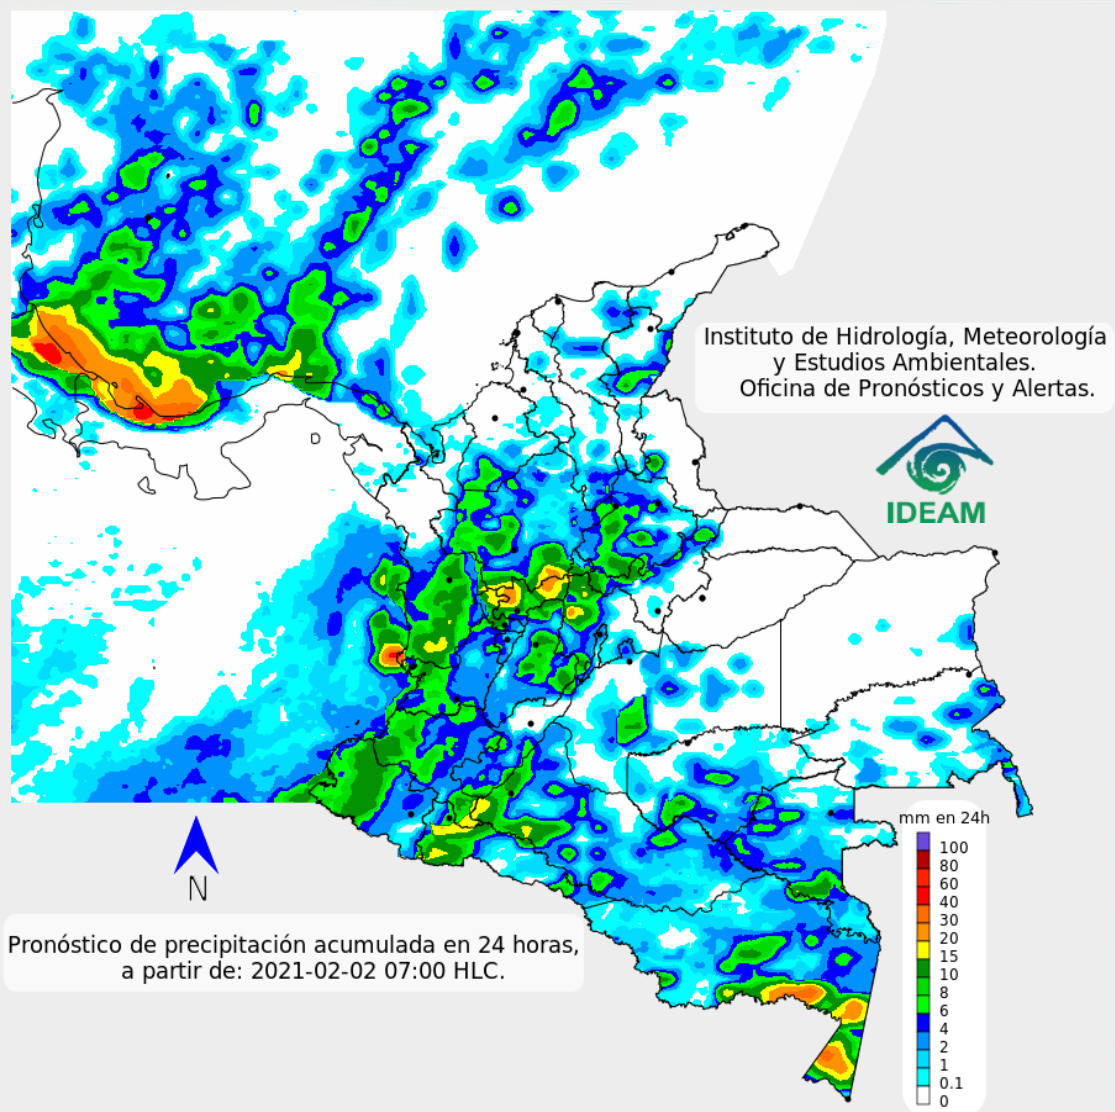 Instituto de Hidrología, Meteorología
y Estudios Ambientales.
Oficina de Pronósticos y Alertas.
IDEAM
mm en 24h
100
80
60
40
30
20
15
10
8
6
4
2
1
0.1
0
N
Pronóstico de precipitación acumulada en 24 horas,
a partir de: 2021-02-02 07:00 HLC.